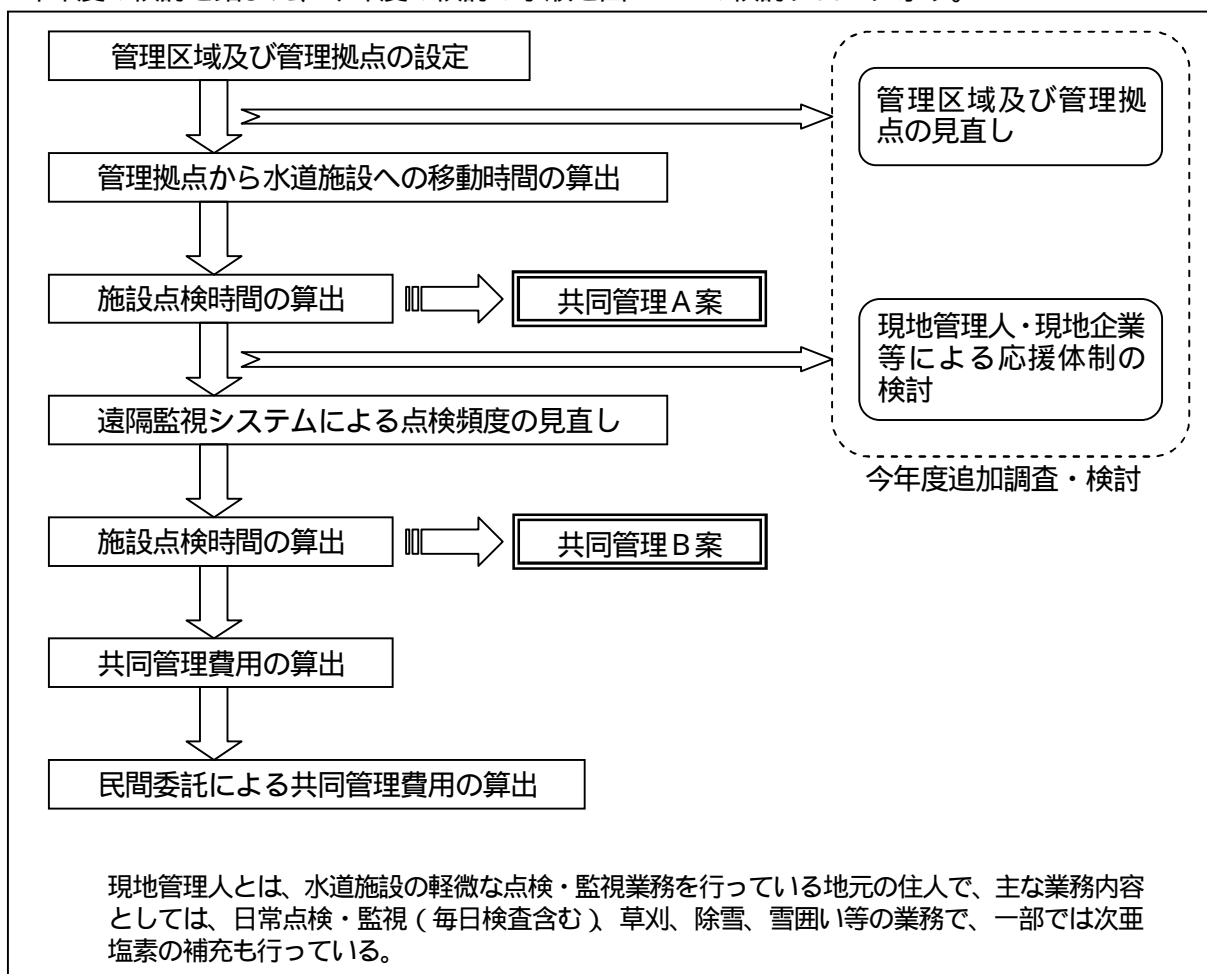 管理区域及び管理拠点の設定
管理区域及び管理拠
点の見直し
管理拠点から水道施設への移動時間の算出
施設点検時間の算出
共同管理A案
現地管理人・現地企業
等による応援体制の
検討
遠隔監視システムによる点検頻度の見直し
今年度追加調査・検討
施設点検時間の算出
共同管理B案
共同管理費用の算出
民間委託による共同管理費用の算出
現地管理人とは、水道施設の軽微な点検・監視業務を行っている地元の住人で、主な業務内容
としては、日常点検・監視(毎日検査含む)、草刈、除雪、雪囲い等の業務で、一部では次亜
塩素の補充も行っている。